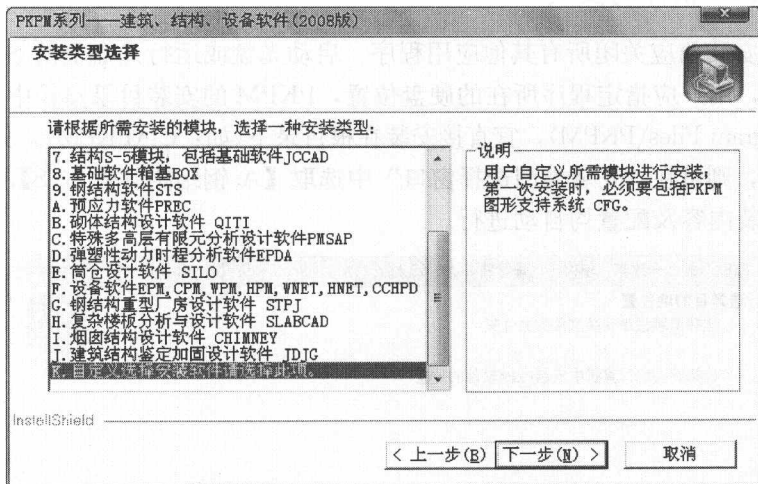 PKPM系列——建筑、结构、设备软件(2008版)
安装类型选择
请根据所需安装的模块，选择一种安装类型:
7.结构S-5模块, 包括基础软件JCCAD
8.基础软件箱基BOX
9.钢结构软件STS
A.预应力软件PREC
B.砌体结构设计软件 QITI
C.特殊多高层有限元分析设计软件PMSAP
D.弹塑性动力时程分析软件EPDA
E.筒仓设计软件 SILO
F.设备软件EPM,CPM,WPM,HPM,WNET,HNET,CCHPD
G.钢结构重型厂房设计软件 STPJ
H.复杂楼板分析与设计软件 SLABCAD
I.烟囱结构设计软件 CHIMNEY
J.建筑结构鉴定加固设计软件 JDJG
K.自定义选择安装软件请选择此项。
说明
用户自定义所需模块进行安装,
第一次安装时, 必须要包括PKPM
图形支持系统 CFG。
InstallShield
< 上一步(B) 下一步(N) > 取消